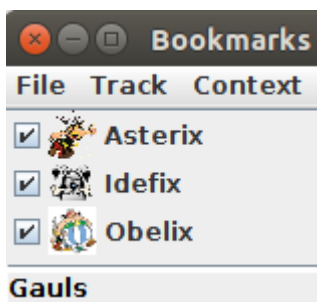 Bookmarks
File Track Context
Asterix
Idefix
Obelix
Gauls